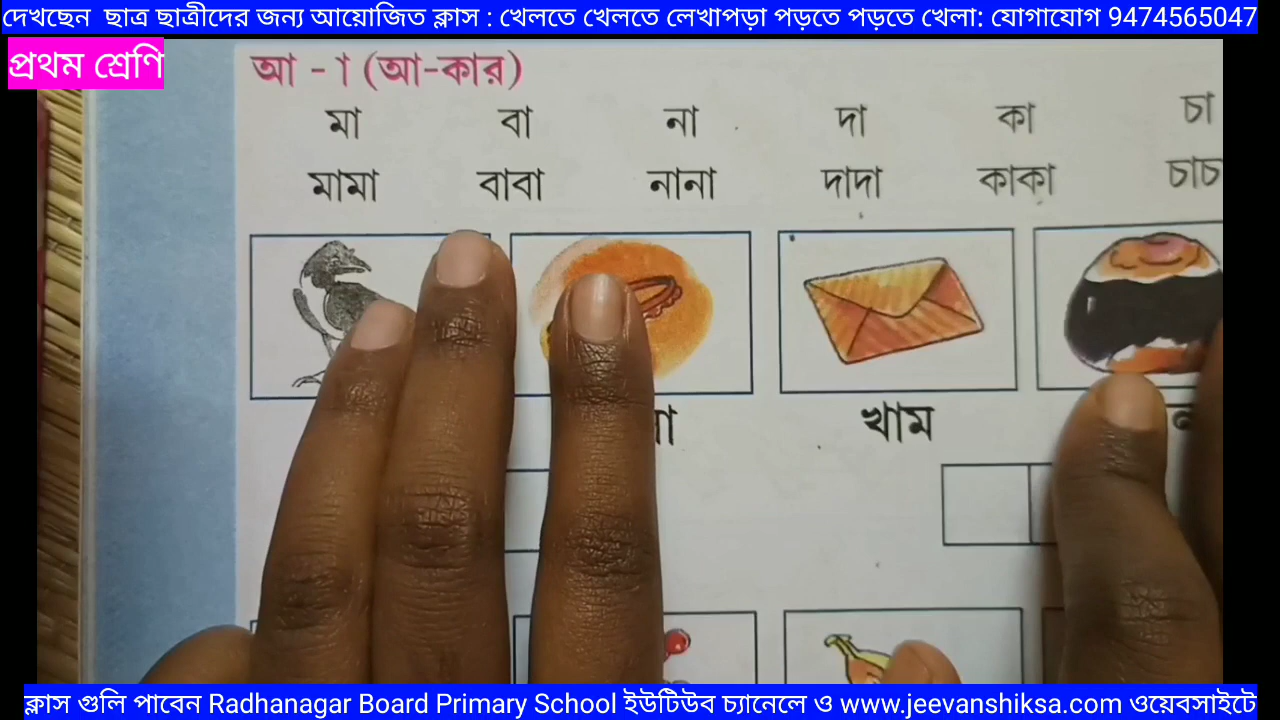 দেখছেন ছাত্র ছাত্রীদের জন্য আয়োজিত ক্লাস : খেলতে খেলতে লেখাপড়া পড়তে পড়তে খেলা: যোগাযোগ 9474565047
প্রথম শ্রেণি
আ - া (আ-কার)
মা বা না দা কা চা
মামা বাবা নানা দাদা কাকা চাচ
খাম
ক্লাস গুলি পাবেন Radhanagar Board Primary School ইউটিউব চ্যানেলে ও www.jeevanshiksa.com ওয়েবসাইটে